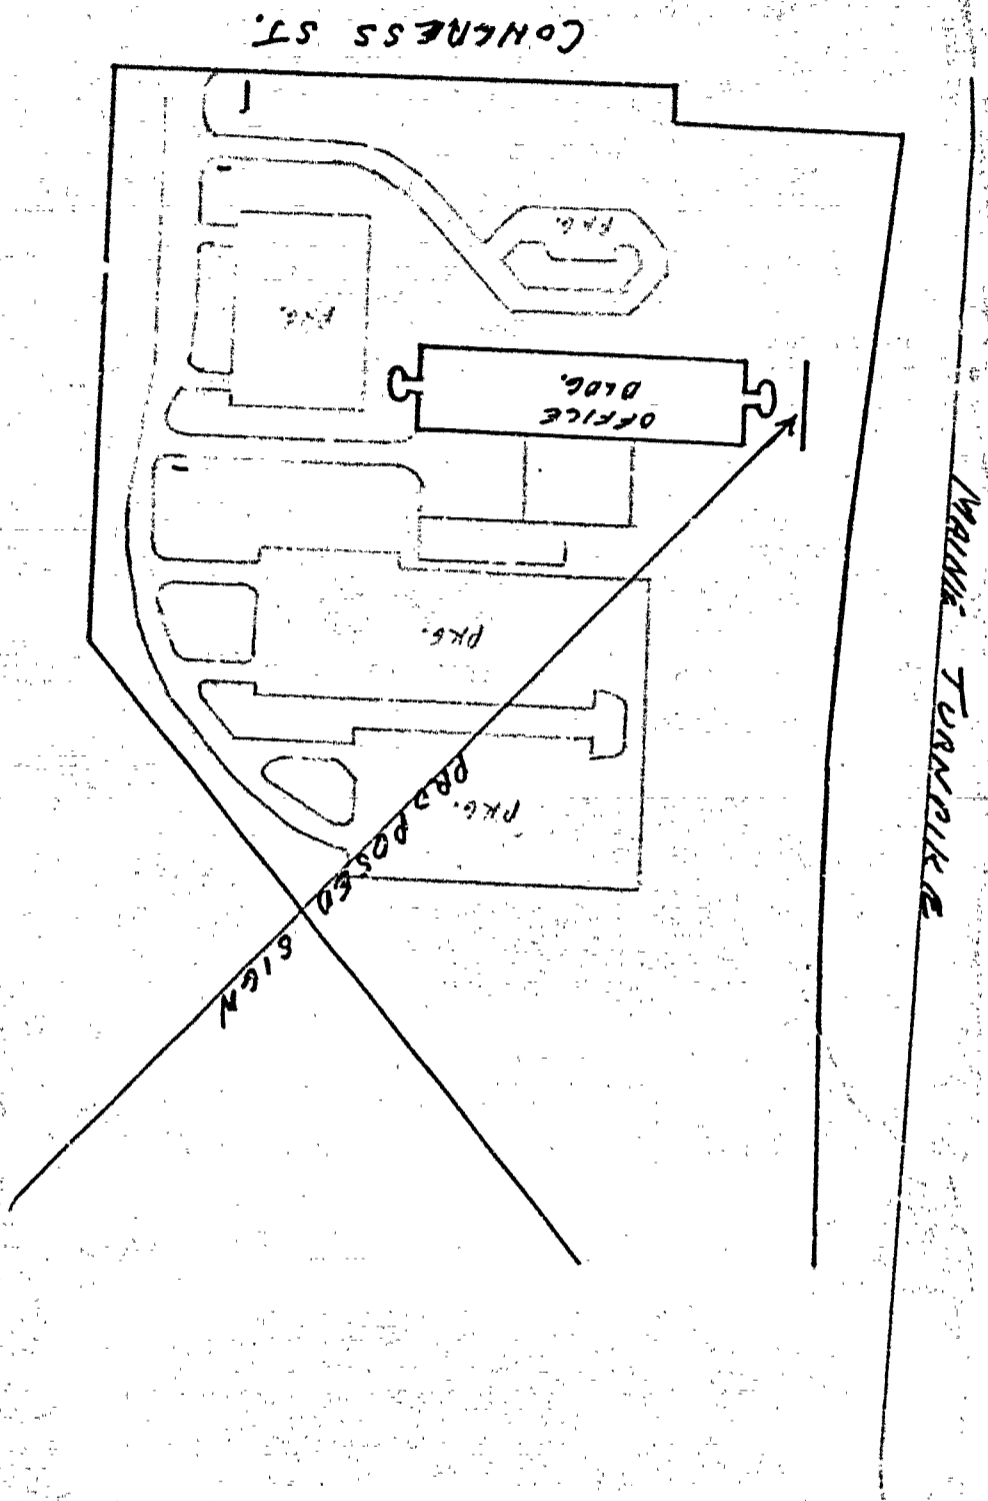 CONGRESS ST.
PKG.
PKG.
OFFICE
BLDG.
MAINE TURNPIKE
PKG.
PKG.
PROPOSED SIGN